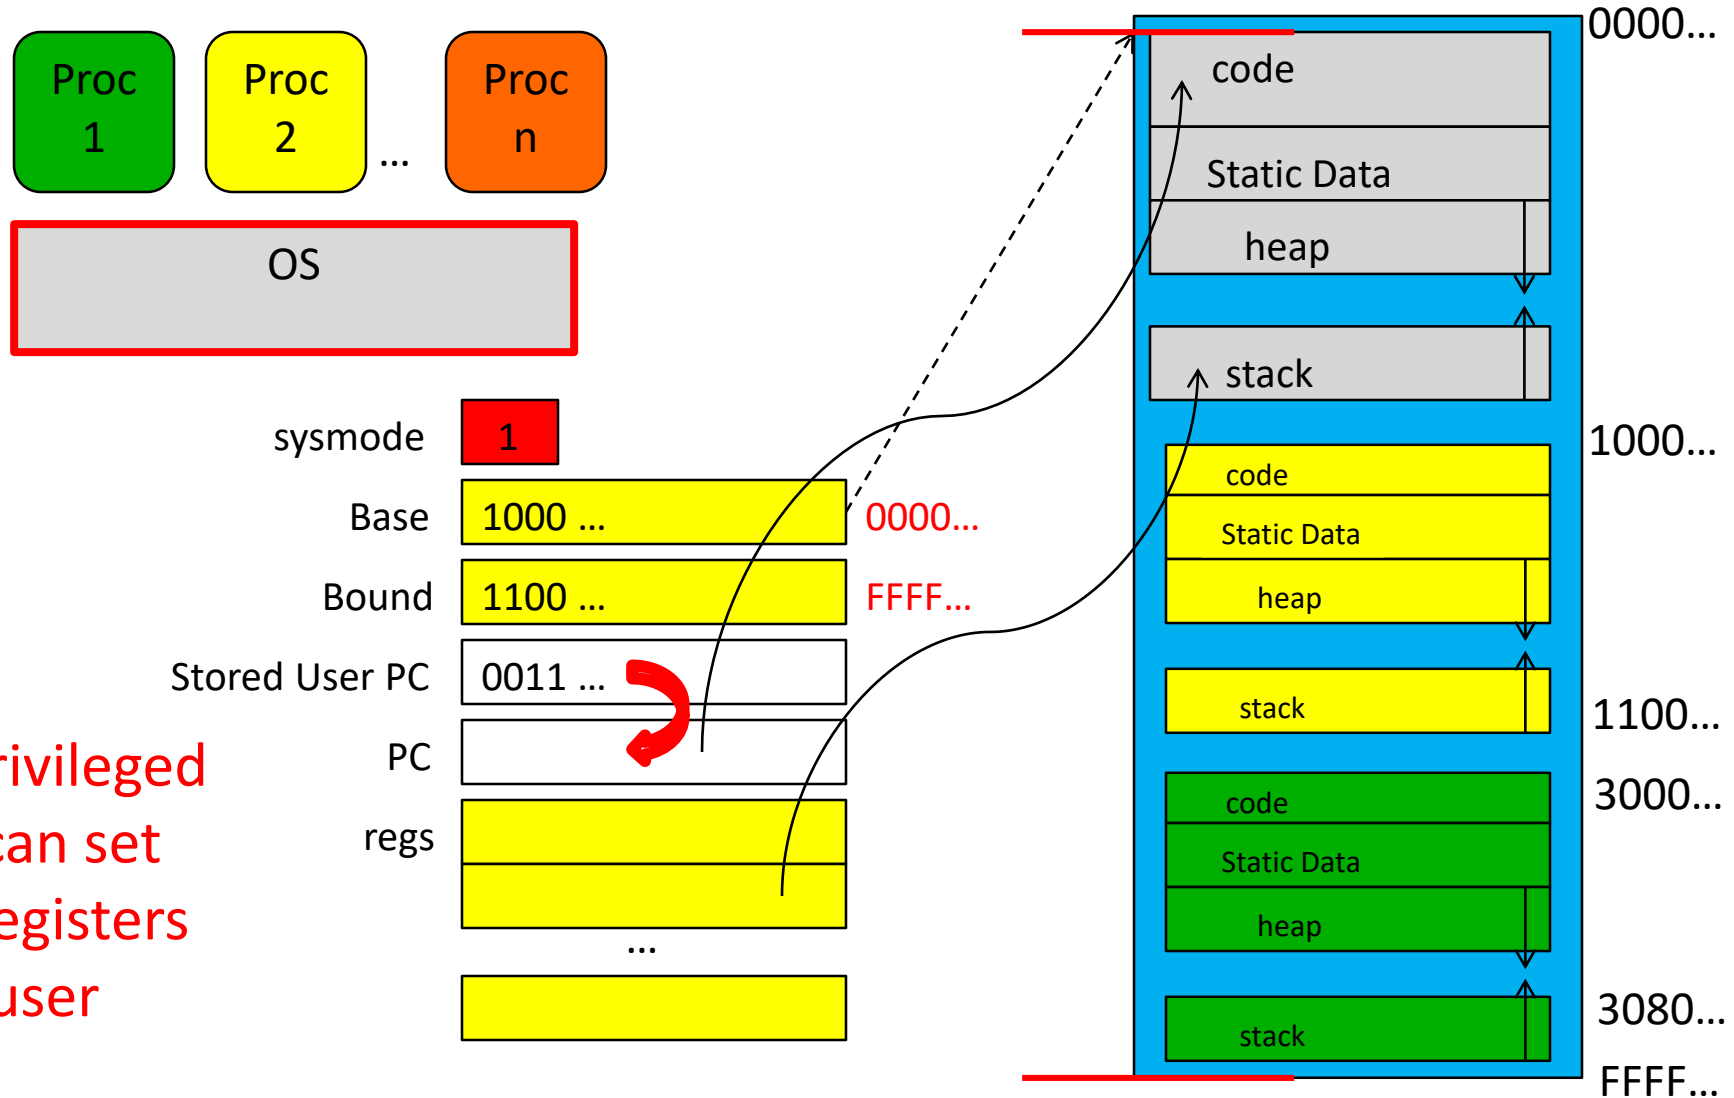 Proc
1
Proc
2
...
Proc
n
OS
sysmode 1
Base 1000 ... 0000...
Bound 1100 ... FFFF...
Stored User PC 0011 ...
PC
regs
...
rivileged
can set
egisters
user
0000...
code
Static Data
heap
stack
1000...
code
Static Data
heap
stack
1100...
3000...
code
Static Data
heap
3080...
stack
FFFF...